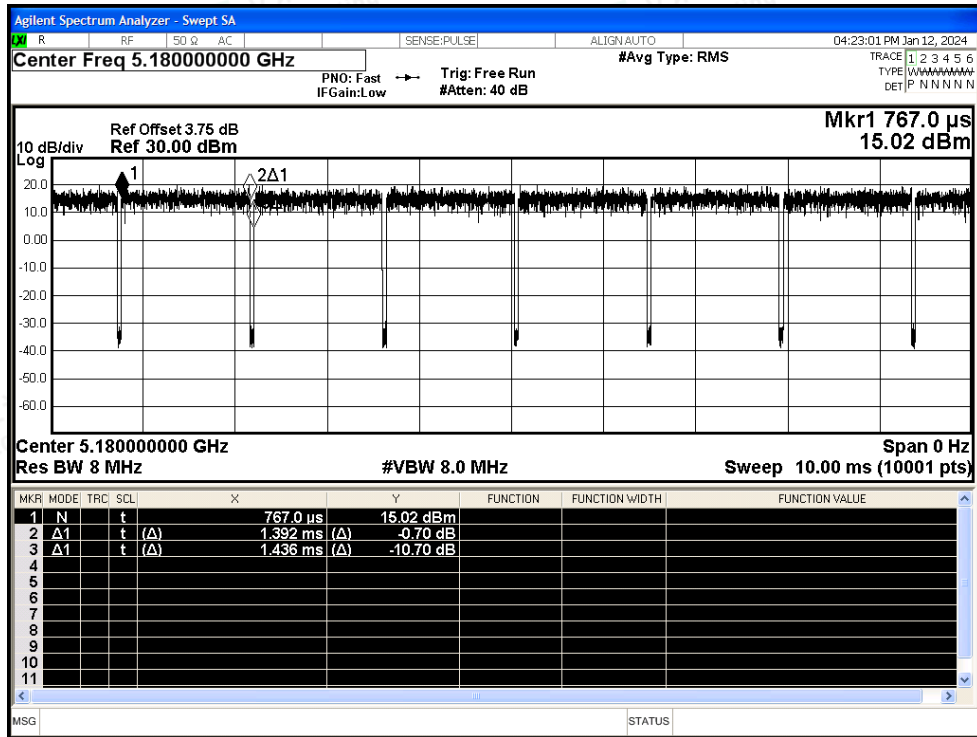 Agilent Spectrum Analyzer - Swept SA
LXI R RF 50 Ω AC SENSE:PULSE ALIGN AUTO 04:23:01 PM Jan 12, 2024
Center Freq 5.180000000 GHz #Avg Type: RMS TRACE 1 2 3 4 5 6
PNO: Fast Trig: Free Run TYPE WWWWWW
IFGain:Low #Atten: 40 dB DET P N N N N N
Mkr1 767.0 µs
Ref Offset 3.75 dB
10 dB/div Ref 30.00 dBm 15.02 dBm
Log
1 2Δ1
20.0
10.0
0.00
-10.0
-20.0
-30.0
-40.0
-50.0
-60.0
Center 5.180000000 GHz Span 0 Hz
Res BW 8 MHz #VBW 8.0 MHz Sweep 10.00 ms (10001 pts)
MKR MODE TRC SCL X Y FUNCTION FUNCTION WIDTH FUNCTION VALUE
1 N t 767.0 µs 15.02 dBm
2 Δ1 t (Δ) 1.392 ms (Δ) -0.70 dB
3 Δ1 t (Δ) 1.436 ms (Δ) -10.70 dB
4
5
6
7
8
9
10
11
MSG STATUS